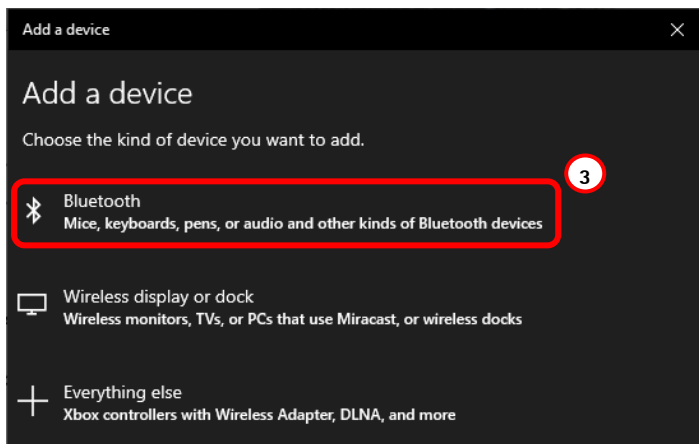 Add a device
Add a device
Choose the kind of device you want to add.
3
Bluetooth
Mice, keyboards, pens, or audio and other kinds of Bluetooth devices
Wireless display or dock
Wireless monitors, TVs, or PCs that use Miracast, or wireless docks
Everything else
Xbox controllers with Wireless Adapter, DLNA, and more